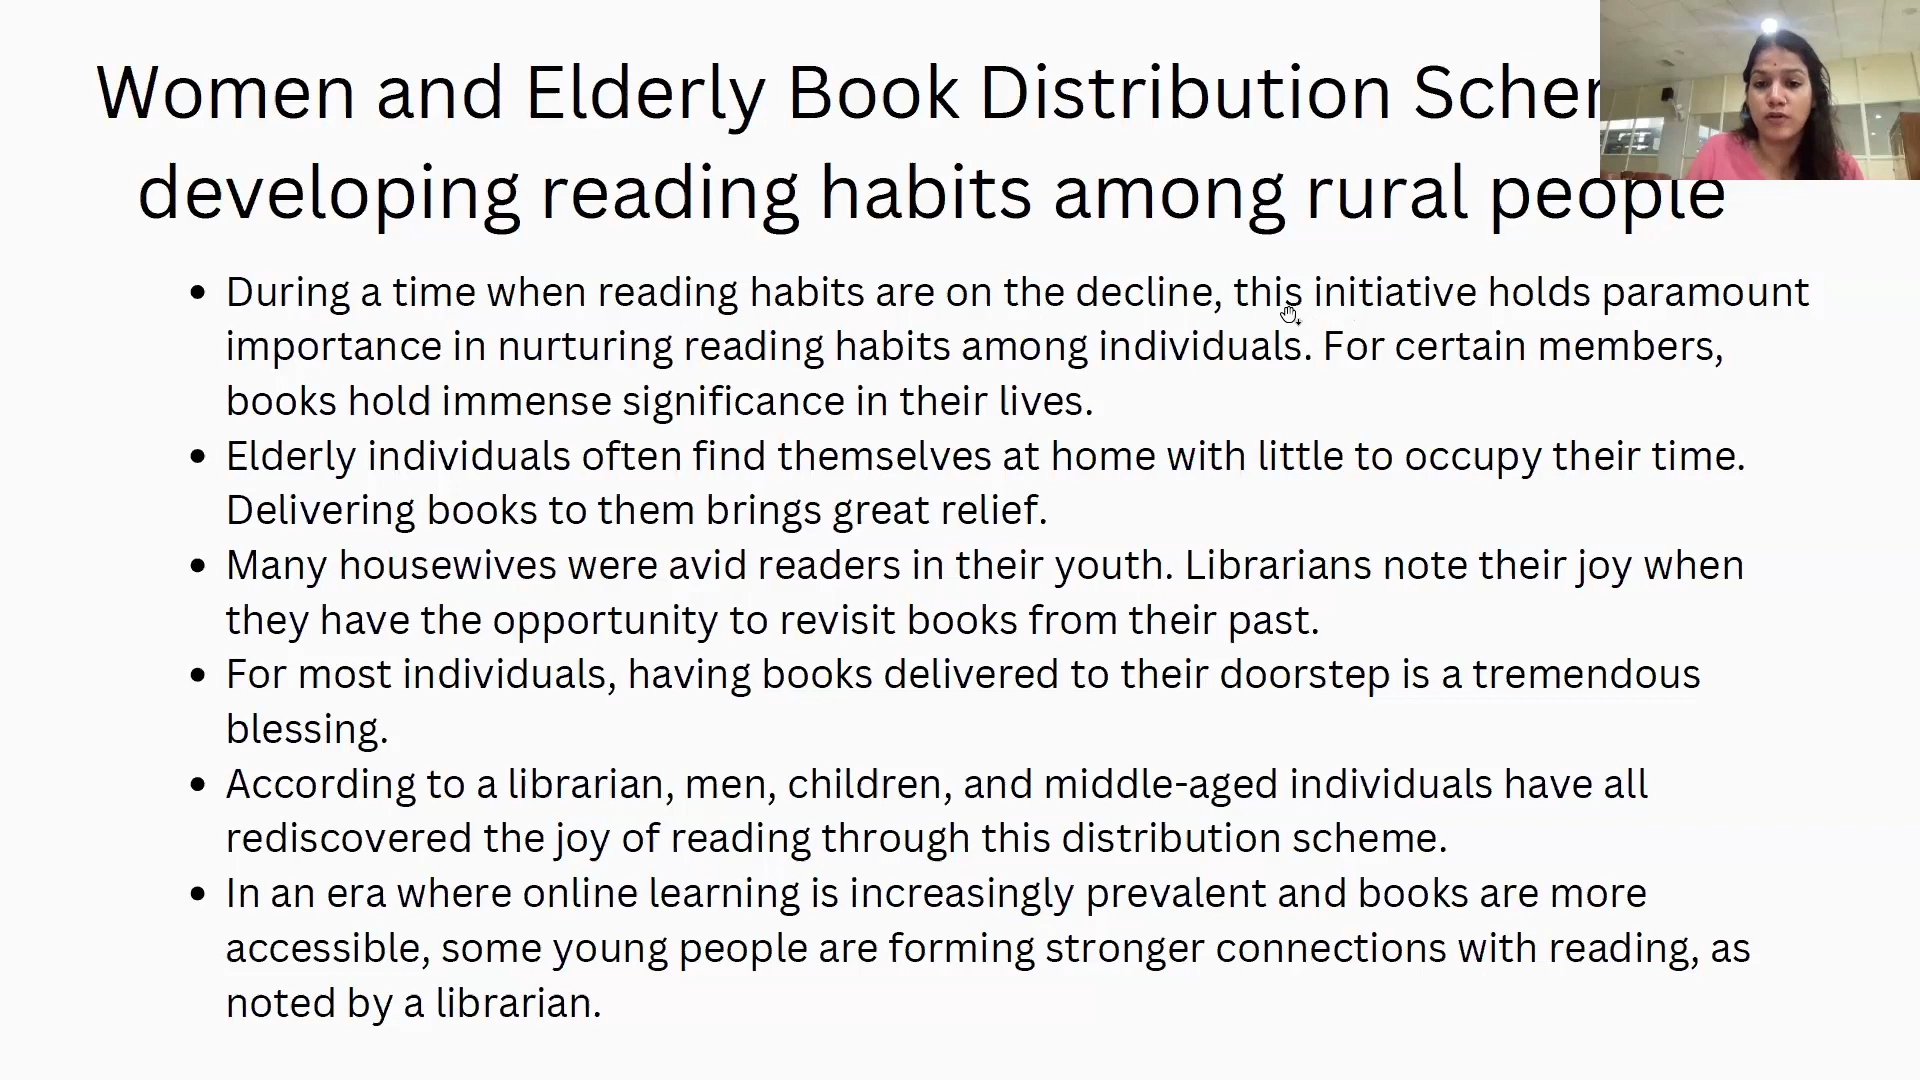 Women and Elderly Book Distribution
developing reading habits among rural people
• During a time when reading habits are on the decline, this initiative holds paramount
importance in nurturing reading habits among individuals. For certain members,
books hold immense significance in their lives.
• Elderly individuals often find themselves at home with little to occupy their time.
Delivering books to them brings great relief.
• Many housewives were avid readers in their youth. Librarians note their joy when
they have the opportunity to revisit books from their past.
• For most individuals, having books delivered to their doorstep is a tremendous
blessing.
• According to a librarian, men, children, and middle-aged individuals have all
rediscovered the joy of reading through this distribution scheme.
• In an era where online learning is increasingly prevalent and books are more
accessible, some young people are forming stronger connections with reading, as
noted by a librarian.